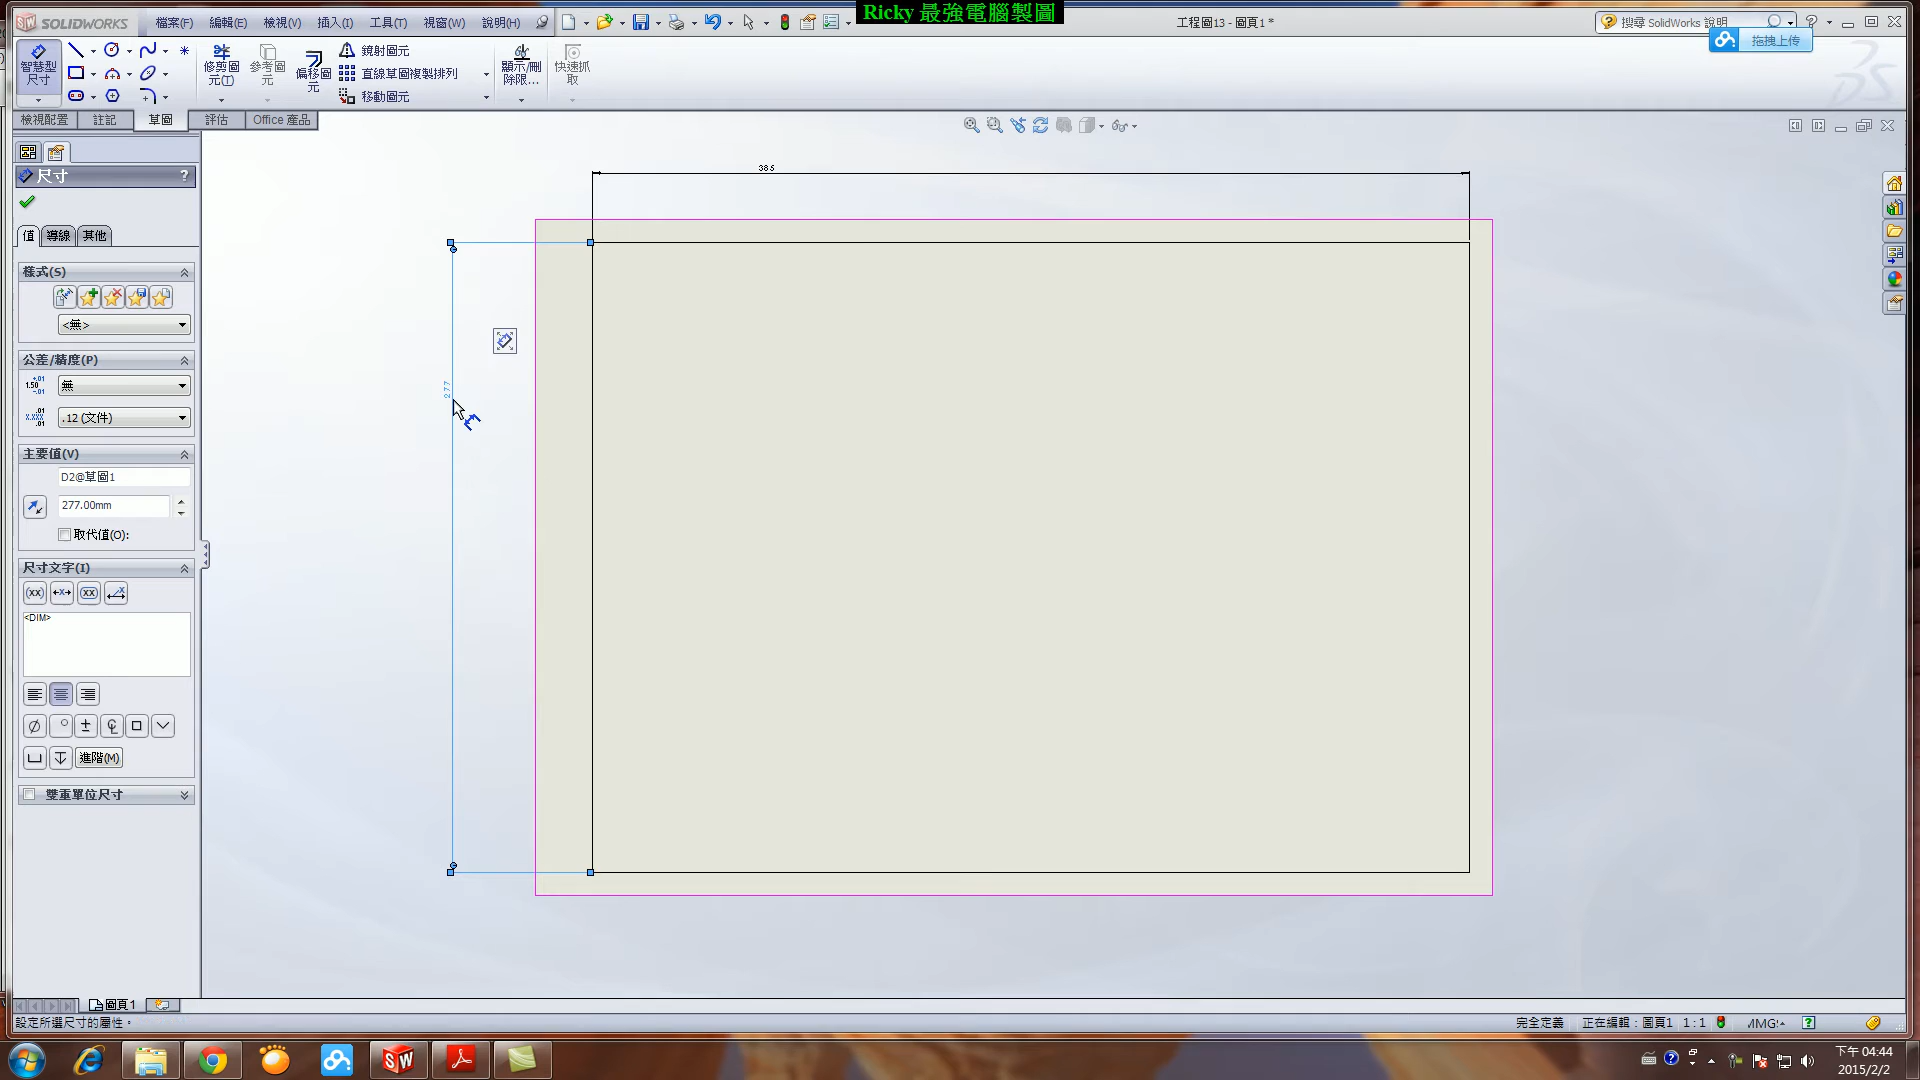 Ricky 最強電腦製圖
SOLIDWORKS
檔案(F) 編輯(E) 檢視(V) 插入(I) 工具(T) 視窗(W) 說明(H)
工程圖13 - 圖頁1 *
搜尋 SolidWorks 說明
拖拽上传
智慧型
尺寸
修剪圖
元(T)
參考圖
元
偏移圖
元
鏡射圖元
直線草圖複製排列
移動圖元
顯示/刪
除限...
快速抓
取
檢視配置 註記 草圖 評估 Office 產品
尺寸
?
值 導線 其他
樣式(S)
<無>
公差/精度(P)
無
.12 (文件)
主要值(V)
D2@草圖1
277.00mm
取代值(O):
尺寸文字(I)
<DIM>
進階(M)
雙重單位尺寸
385
277
圖頁1
設定所選尺寸的屬性。
完全定義 正在編輯：圖頁1 1 : 1
下午 04:44
2015/2/2